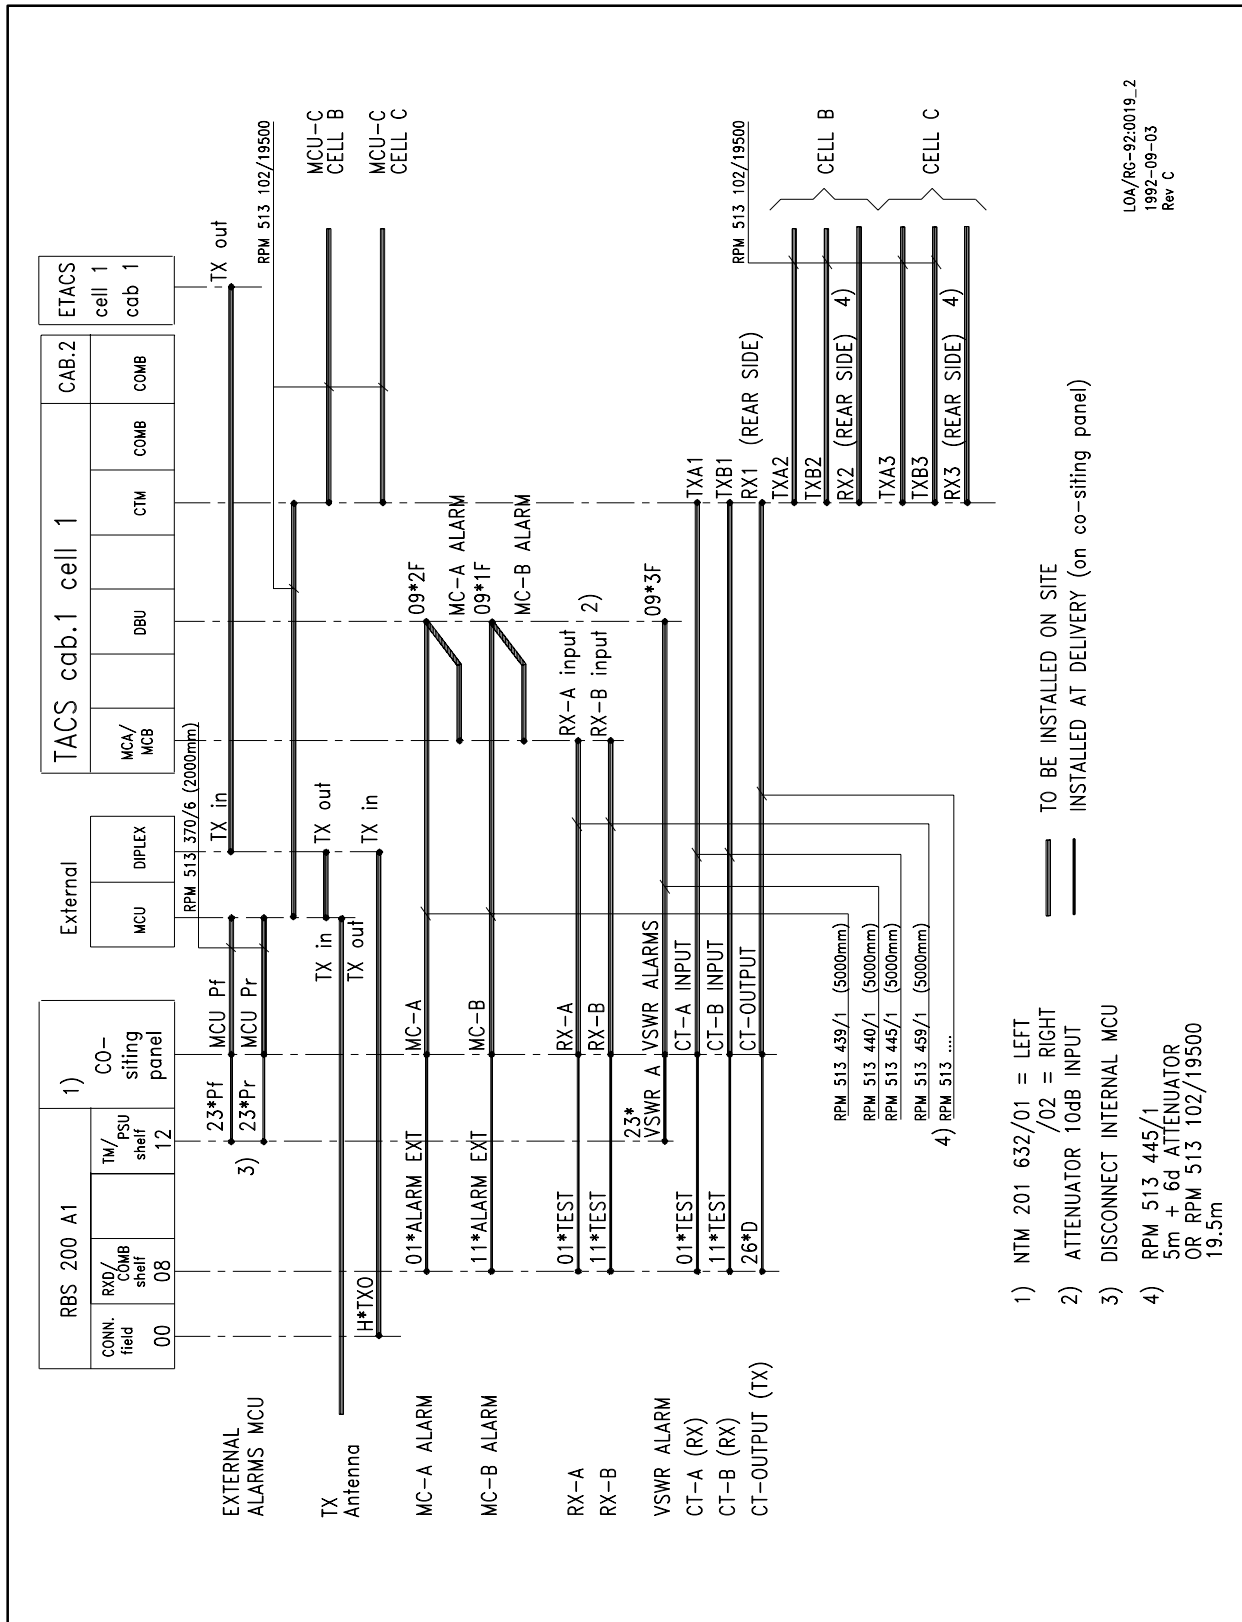 RBS 200 A1
1)
External
TACS cab.1 cell 1
CAB.2
ETACS
cell 1
cab 1
CONN.
field
00
RXD/
COMB
shelf
08
TM/
PSU
shelf
12
CO-
siting
panel
MCU
DIPLEX
MCA/
MCB
DBU
CTM
COMB
COMB
RPM 513 370/6 (2000mm)
EXTERNAL
ALARMS MCU
23*Pf
23*Pr
3)
MCU Pf
MCU Pr
TX in
TX out
RPM 513 102/19500
MCU-C
CELL B
MCU-C
CELL C
TX
Antenna
H*TXO
TX in
TX out
TX out
TX in
MC-A ALARM
01*ALARM EXT
MC-A
09*2F
MC-A ALARM
MC-B ALARM
11*ALARM EXT
MC-B
09*1F
MC-B ALARM
RX-A
01*TEST
RX-A
RX-A input
2)
RX-B
11*TEST
RX-B
RX-B input
VSWR ALARM
23*
VSWR A
VSWR ALARMS
09*3F
CT-A (RX)
01*TEST
CT-A INPUT
TXA1
CT-B (RX)
11*TEST
CT-B INPUT
TXB1
CT-OUTPUT (TX)
26*D
CT-OUTPUT
RX1 (REAR SIDE)
RPM 513 102/19500
TXA2
TXB2
RX2 (REAR SIDE) 4)
CELL B
TXA3
TXB3
RX3 (REAR SIDE) 4)
CELL C
RPM 513 439/1 (5000mm)
RPM 513 440/1 (5000mm)
RPM 513 445/1 (5000mm)
RPM 513 459/1 (5000mm)
4) RPM 513 ....
1) NTM 201 632/01 = LEFT
/02 = RIGHT
2) ATTENUATOR 10dB INPUT
3) DISCONNECT INTERNAL MCU
4) RPM 513 445/1
5m + 6d ATTENUATOR
OR RPM 513 102/19500
19.5m
TO BE INSTALLED ON SITE
INSTALLED AT DELIVERY (on co-siting panel)
LOA/RG-92:0019_2
1992-09-03
Rev C